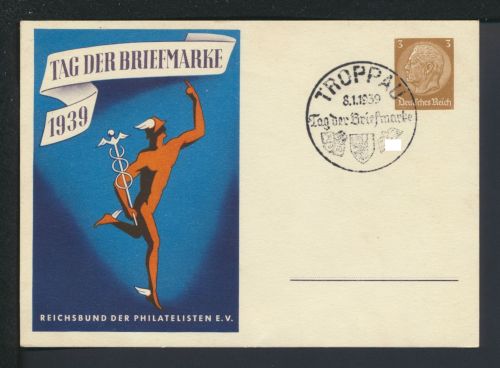 TAG DER BRIEFMARKE
1939
REICHSBUND DER PHILATELISTEN E.V.
TROPPAU
8.1.1939
Tag der Briefmarke
3 3
Deutsches Reich